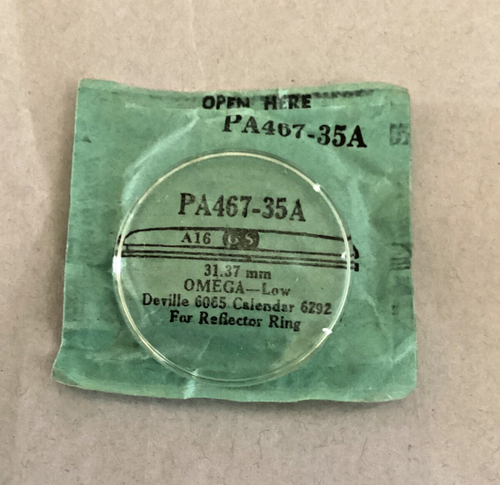 OPEN HERE
PA467-35A
PA467-35A
A16 GS
31.37 mm
OMEGA—Low
Deville 6065 Calendar 6292
For Reflector Ring